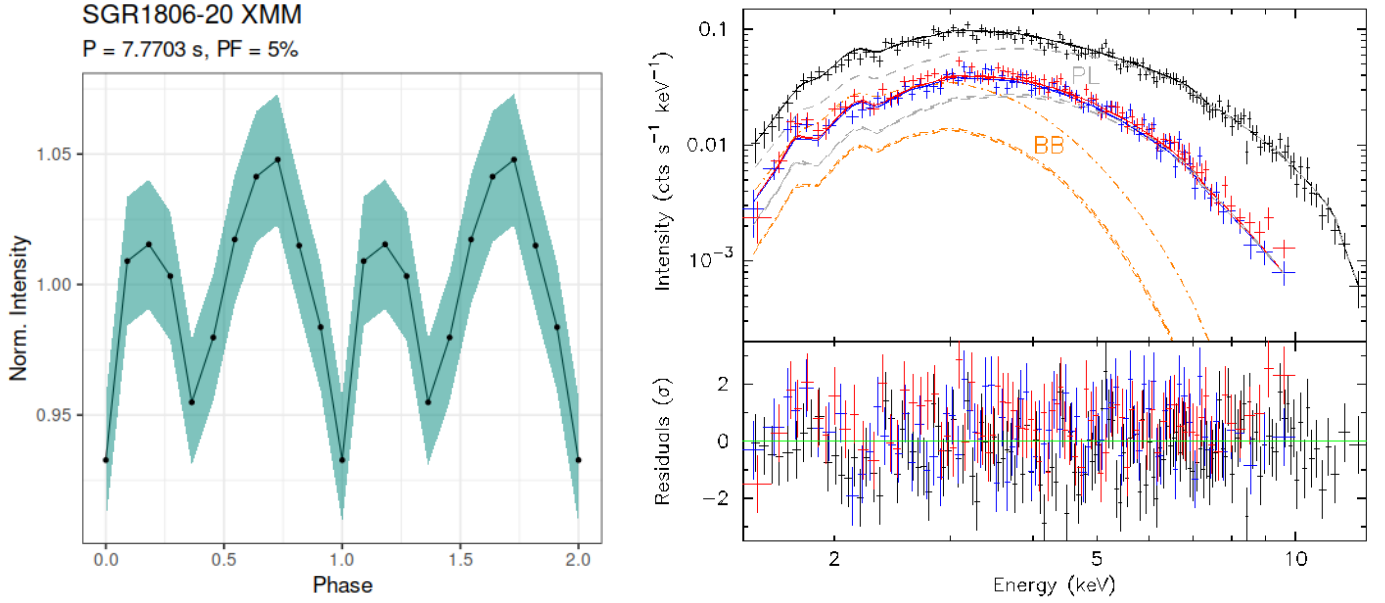 SGR1806-20 XMM
P = 7.7703 s, PF = 5%
Norm. Intensity
1.05
1.00
0.95
0.0
0.5
1.0
1.5
2.0
Phase
Intensity (cts s⁻¹ keV⁻¹)
0.1
0.01
10⁻³
PL
BB
Residuls (σ)
2
0
−2
2
5
10
Energy (keV)